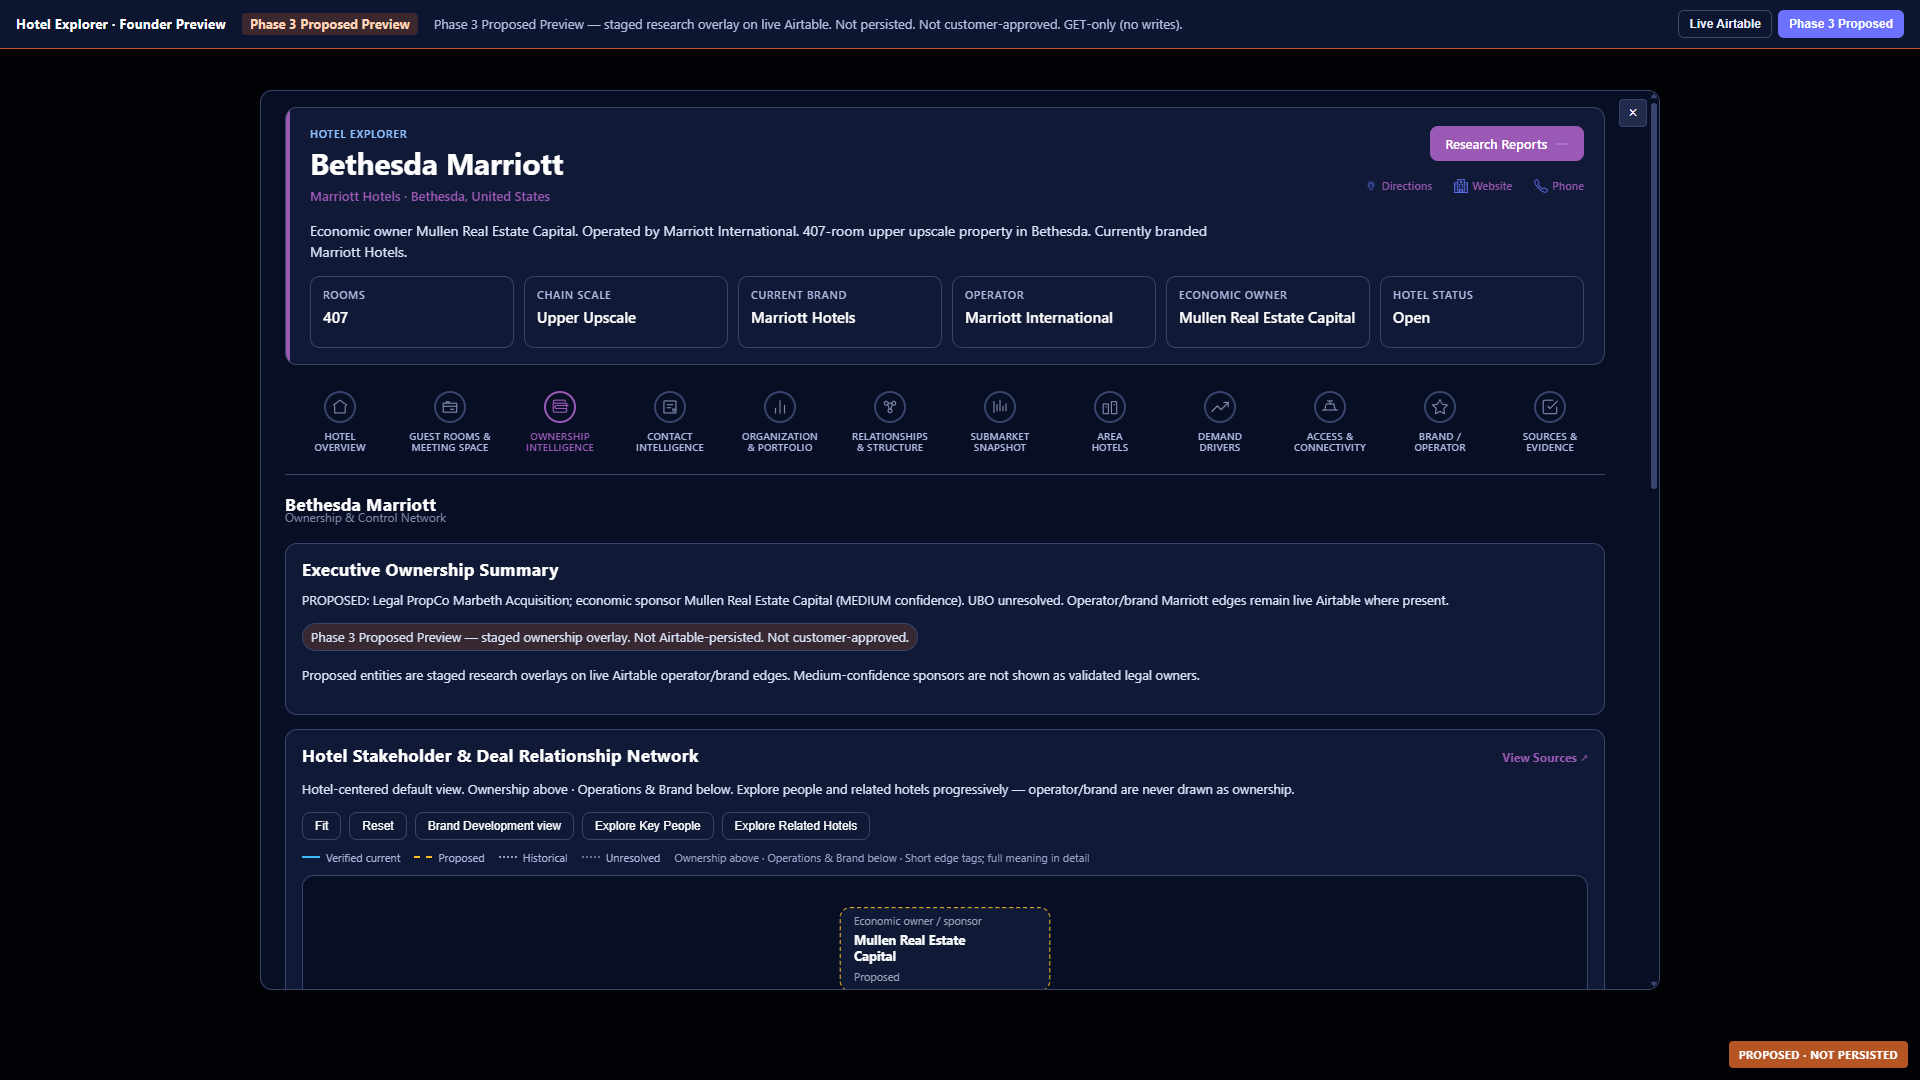 Hotel Explorer · Founder Preview
Phase 3 Proposed Preview
Phase 3 Proposed Preview — staged research overlay on live Airtable. Not persisted. Not customer-approved. GET-only (no writes).
Live Airtable
Phase 3 Proposed
×
HOTEL EXPLORER
Bethesda Marriott
Marriott Hotels · Bethesda, United States
Research Reports —
Directions
Website
Phone
Economic owner Mullen Real Estate Capital. Operated by Marriott International. 407-room upper upscale property in Bethesda. Currently branded
Marriott Hotels.
ROOMS
407
CHAIN SCALE
Upper Upscale
CURRENT BRAND
Marriott Hotels
OPERATOR
Marriott International
ECONOMIC OWNER
Mullen Real Estate Capital
HOTEL STATUS
Open
HOTEL
OVERVIEW
GUEST ROOMS &
MEETING SPACE
OWNERSHIP
INTELLIGENCE
CONTACT
INTELLIGENCE
ORGANIZATION
& PORTFOLIO
RELATIONSHIPS
& STRUCTURE
SUBMARKET
SNAPSHOT
AREA
HOTELS
DEMAND
DRIVERS
ACCESS &
CONNECTIVITY
BRAND /
OPERATOR
SOURCES &
EVIDENCE
Bethesda Marriott
Ownership & Control Network
Executive Ownership Summary
PROPOSED: Legal PropCo Marbeth Acquisition; economic sponsor Mullen Real Estate Capital (MEDIUM confidence). UBO unresolved. Operator/brand Marriott edges remain live Airtable where present.
Phase 3 Proposed Preview — staged ownership overlay. Not Airtable-persisted. Not customer-approved.
Proposed entities are staged research overlays on live Airtable operator/brand edges. Medium-confidence sponsors are not shown as validated legal owners.
Hotel Stakeholder & Deal Relationship Network
View Sources ↗
Hotel-centered default view. Ownership above · Operations & Brand below. Explore people and related hotels progressively — operator/brand are never drawn as ownership.
Fit
Reset
Brand Development view
Explore Key People
Explore Related Hotels
Verified current
Proposed
Historical
Unresolved
Ownership above · Operations & Brand below · Short edge tags; full meaning in detail
Economic owner / sponsor
Mullen Real Estate
Capital
Proposed
PROPOSED · NOT PERSISTED